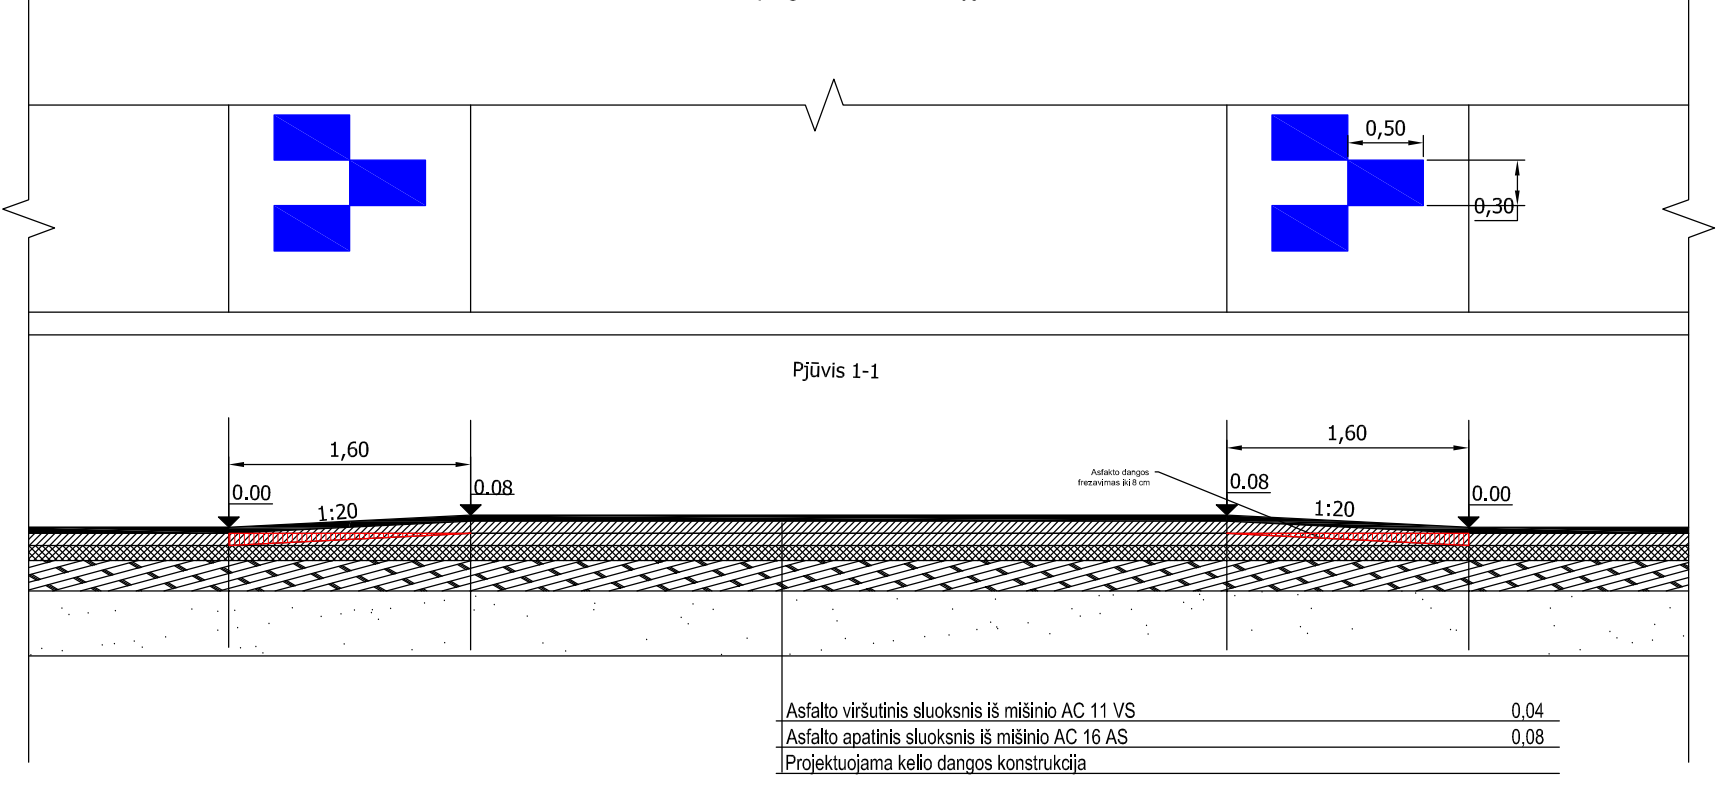 0,50
0,30
Pjūvis 1-1
1,60
1,60
Asfakto dangos
frezavimas įki 8 cm
0.00
0.08
0.08
0.00
1:20
1:20
Asfalto viršutinis sluoksnis iš mišinio AC 11 VS 0,04
Asfalto apatinis sluoksnis iš mišinio AC 16 AS 0,08
Projektuojama kelio dangos konstrukcija